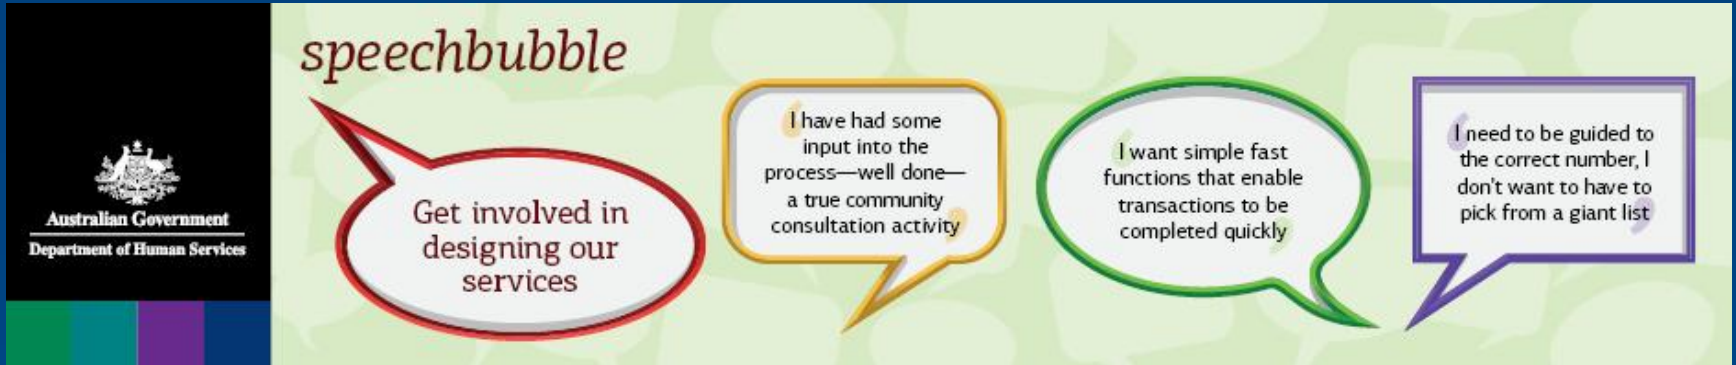 Australian Government
Department of Human Services
speechbubble
Get involved in
designing our
services
‘I have had some
input into the
process—well done—
a true community
consultation activity’
‘I want simple fast
functions that enable
transactions to be
completed quickly’
‘I need to be guided to
the correct number, I
don't want to have to
pick from a giant list’